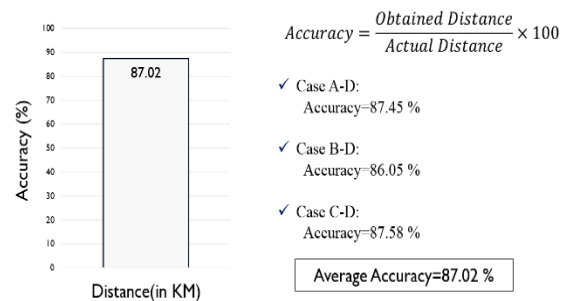 100
90
80
70
60
50
40
30
20
10
0
87.02
Accuracy (%)
Distance(in KM)
Accuracy = Obtained Distance / Actual Distance × 100
✓ Case A-D:
Accuracy=87.45 %
✓ Case B-D:
Accuracy=86.05 %
✓ Case C-D:
Accuracy=87.58 %
Average Accuracy=87.02 %